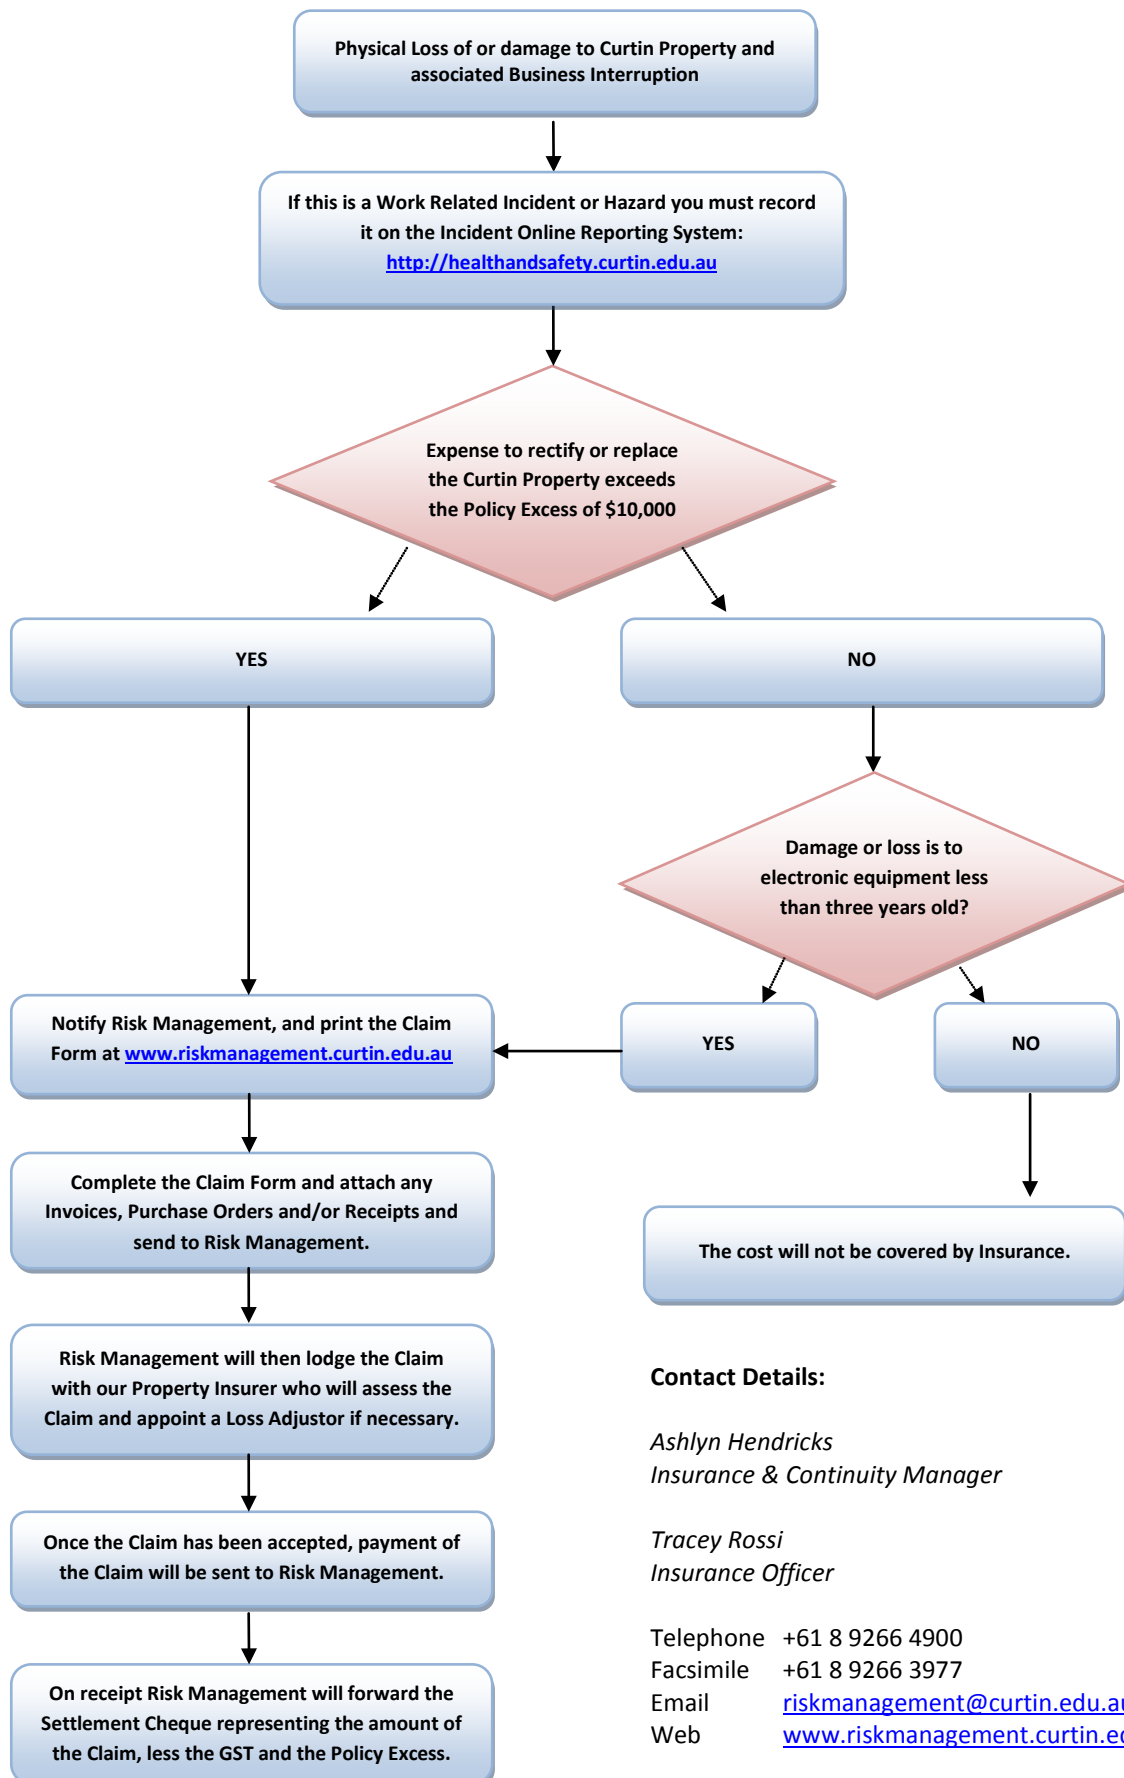 Physical Loss of or damage to Curtin Property and
associated Business Interruption
If this is a Work Related Incident or Hazard you must record
it on the Incident Online Reporting System:
http://healthandsafety.curtin.edu.au
Expense to rectify or replace
the Curtin Property exceeds
the Policy Excess of $10,000
YES
NO
Damage or loss is to
electronic equipment less
than three years old?
Notify Risk Management, and print the Claim
Form at www.riskmanagement.curtin.edu.au
YES
NO
Complete the Claim Form and attach any
Invoices, Purchase Orders and/or Receipts and
send to Risk Management.
The cost will not be covered by Insurance.
Risk Management will then lodge the Claim
with our Property Insurer who will assess the
Claim and appoint a Loss Adjustor if necessary.
Once the Claim has been accepted, payment of
the Claim will be sent to Risk Management.
On receipt Risk Management will forward the
Settlement Cheque representing the amount of
the Claim, less the GST and the Policy Excess.
Contact Details:
Ashlyn Hendricks
Insurance & Continuity Manager
Tracey Rossi
Insurance Officer
Telephone +61 8 9266 4900
Facsimile +61 8 9266 3977
Email riskmanagement@curtin.edu.au
Web www.riskmanagement.curtin.ed